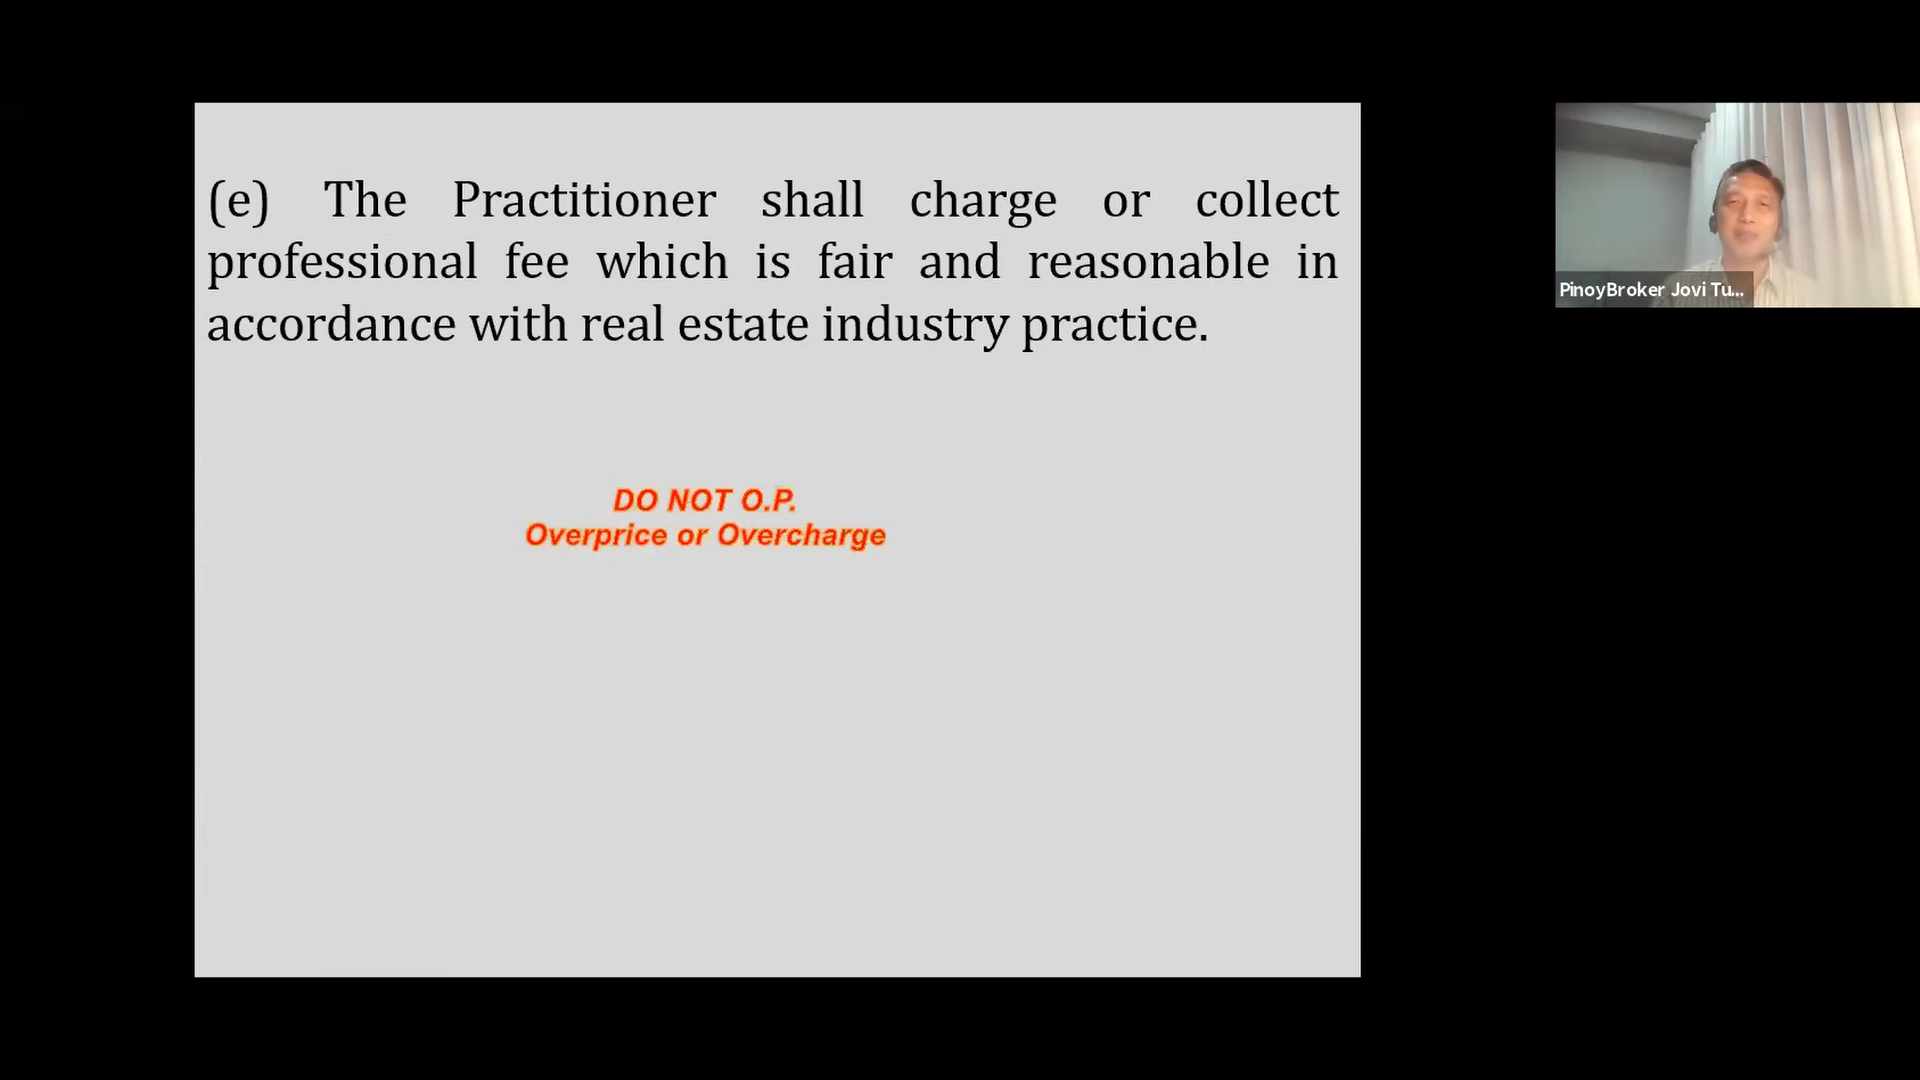 (e) The Practitioner shall charge or collect
professional fee which is fair and reasonable in
accordance with real estate industry practice.
DO NOT O.P.
Overprice or Overcharge
PinoyBroker Jovi Tu...